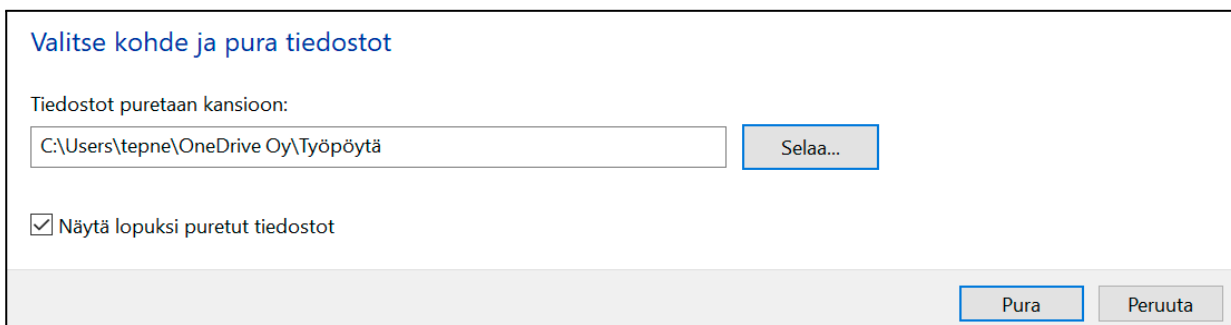 Valitse kohde ja pura tiedostot
Tiedostot puretaan kansioon:
C:\Users\tepne\OneDrive Oy\Työpöytä
Selaa...
Näytä lopuksi puretut tiedostot
Pura
Peruuta